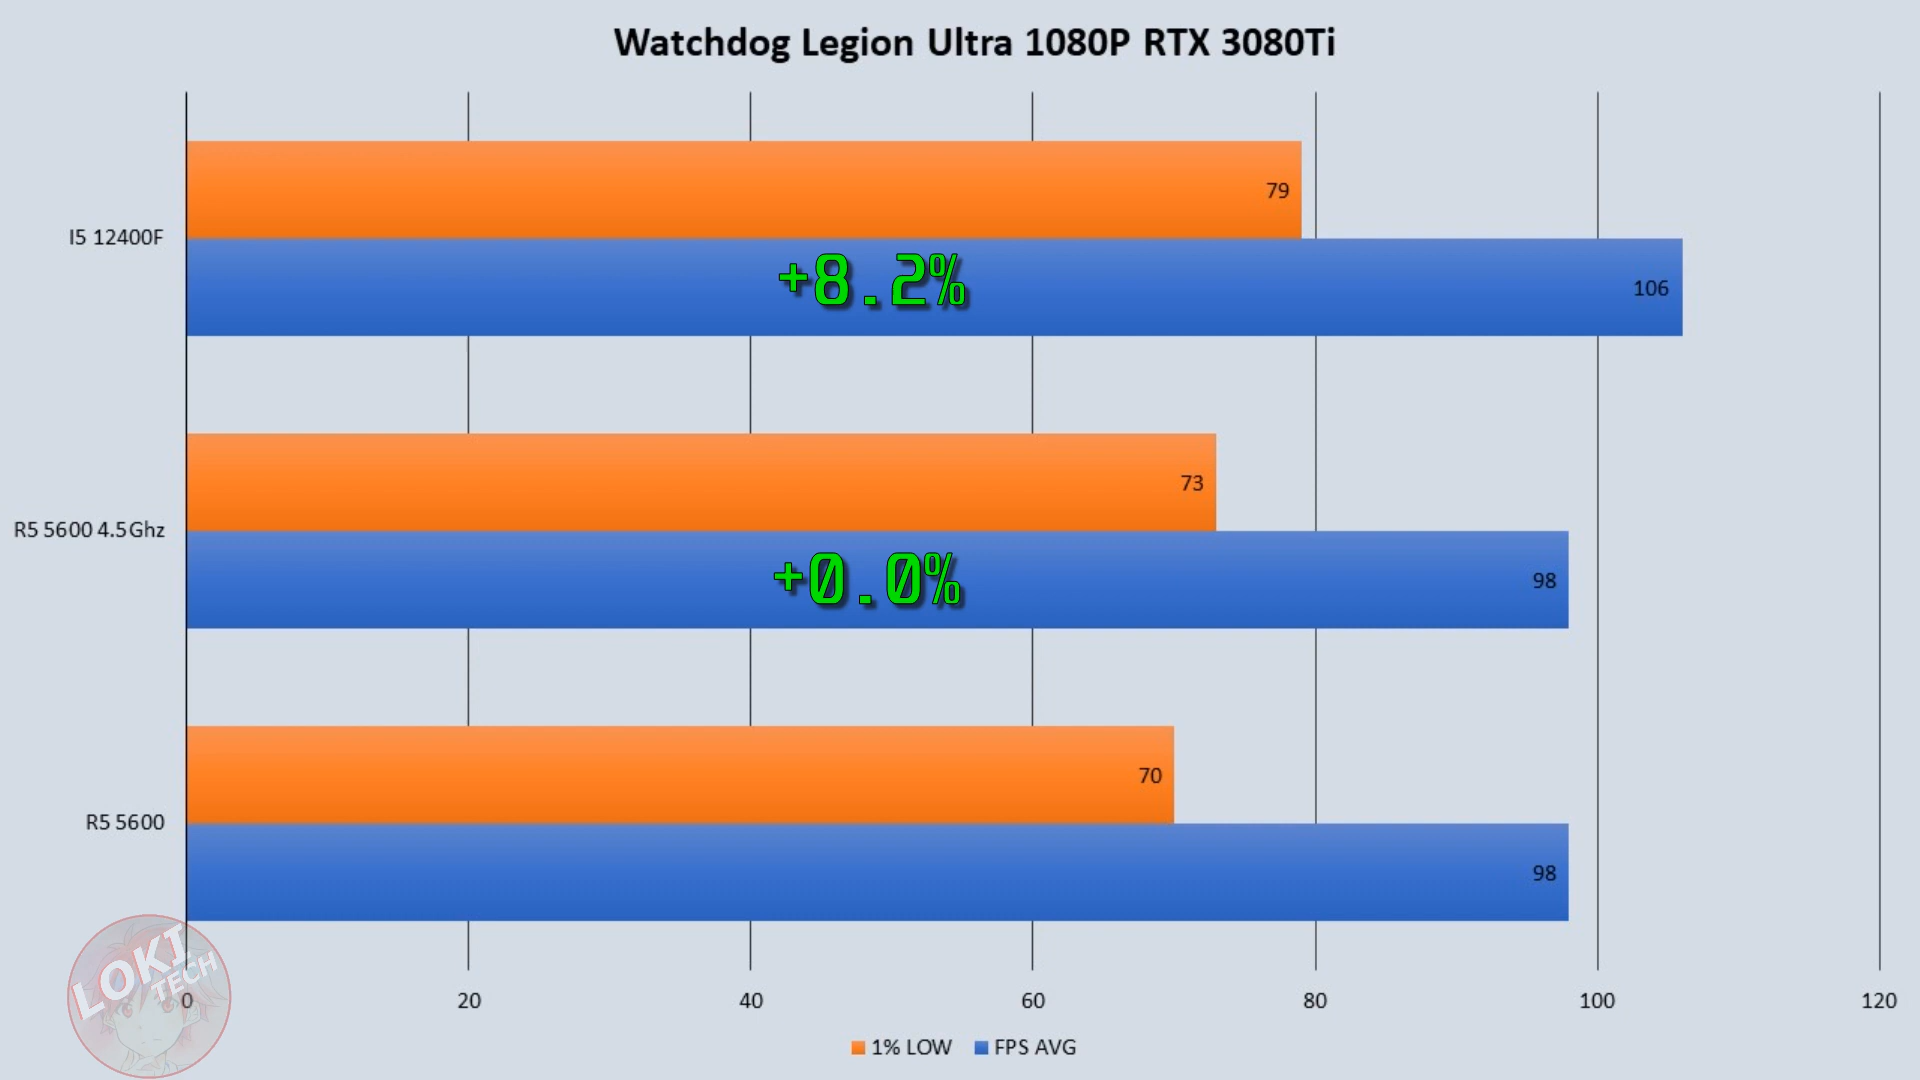 Watchdog Legion Ultra 1080P RTX 3080Ti
79
I5 12400F
+8.2%
106
73
R5 5600 4.5Ghz
+0.0%
98
70
R5 5600
98
LOKI
TECH
0 20 40 60 80 100 120
1% LOW FPS AVG